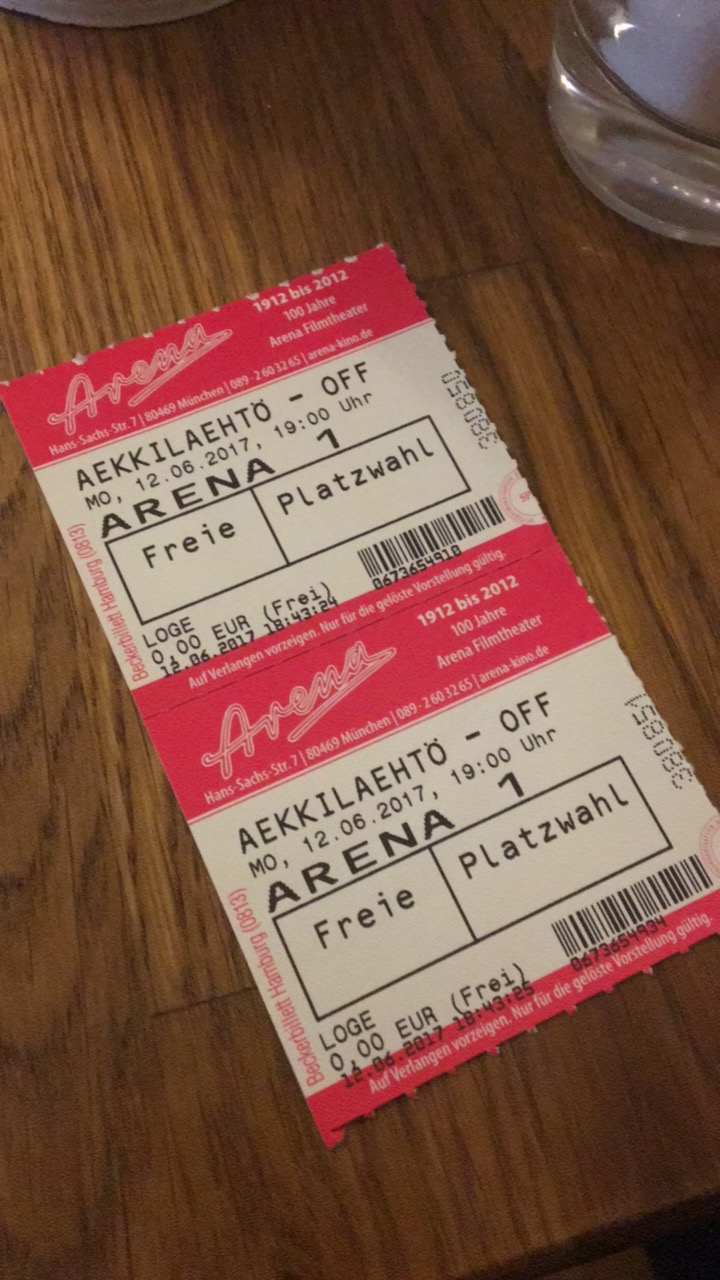 Arena
1912 bis 2012
100 Jahre
Arena Filmtheater
Hans-Sachs-Str. 7 | 80469 München | 089 - 2 60 32 65 | arena-kino.de
AEKKILAEHTÖ - OFF
MO, 12.06.2017, 19:00 Uhr
ARENA 1
Freie Platzwahl
LOGE
0,00 EUR (Frei)
12.06.2017 18:43:24
0673654910
Auf Verlangen vorzeigen. Nur für die gelöste Vorstellung gültig.
Beckerbillett Hamburg (0813)
058080
Arena
1912 bis 2012
100 Jahre
Arena Filmtheater
Hans-Sachs-Str. 7 | 80469 München | 089 - 2 60 32 65 | arena-kino.de
AEKKILAEHTÖ - OFF
MO, 12.06.2017, 19:00 Uhr
ARENA 1
Freie Platzwahl
LOGE
0,00 EUR (Frei)
12.06.2017 18:43:25
0673654934
Auf Verlangen vorzeigen. Nur für die gelöste Vorstellung gültig.
Beckerbillett Hamburg (0813)